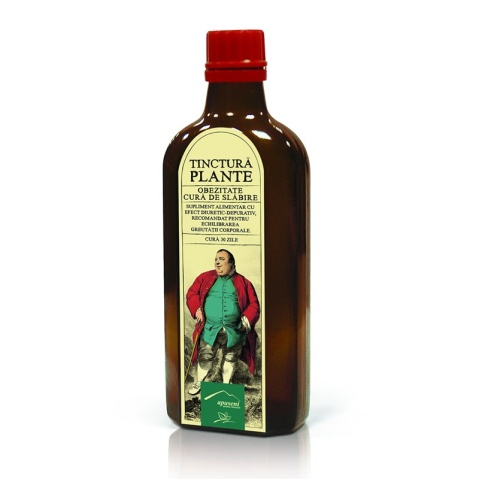 TINCTURĂ
PLANTE
OBEZITATE
CURĂ DE SLĂBIRE
SUPLIMENT ALIMENTAR CU
EFECT DIURETIC-DEPURATIV,
RECOMANDAT PENTRU
ECHILIBRAREA
GREUTĂȚII CORPORALE.
CURĂ 30 ZILE
apuseni